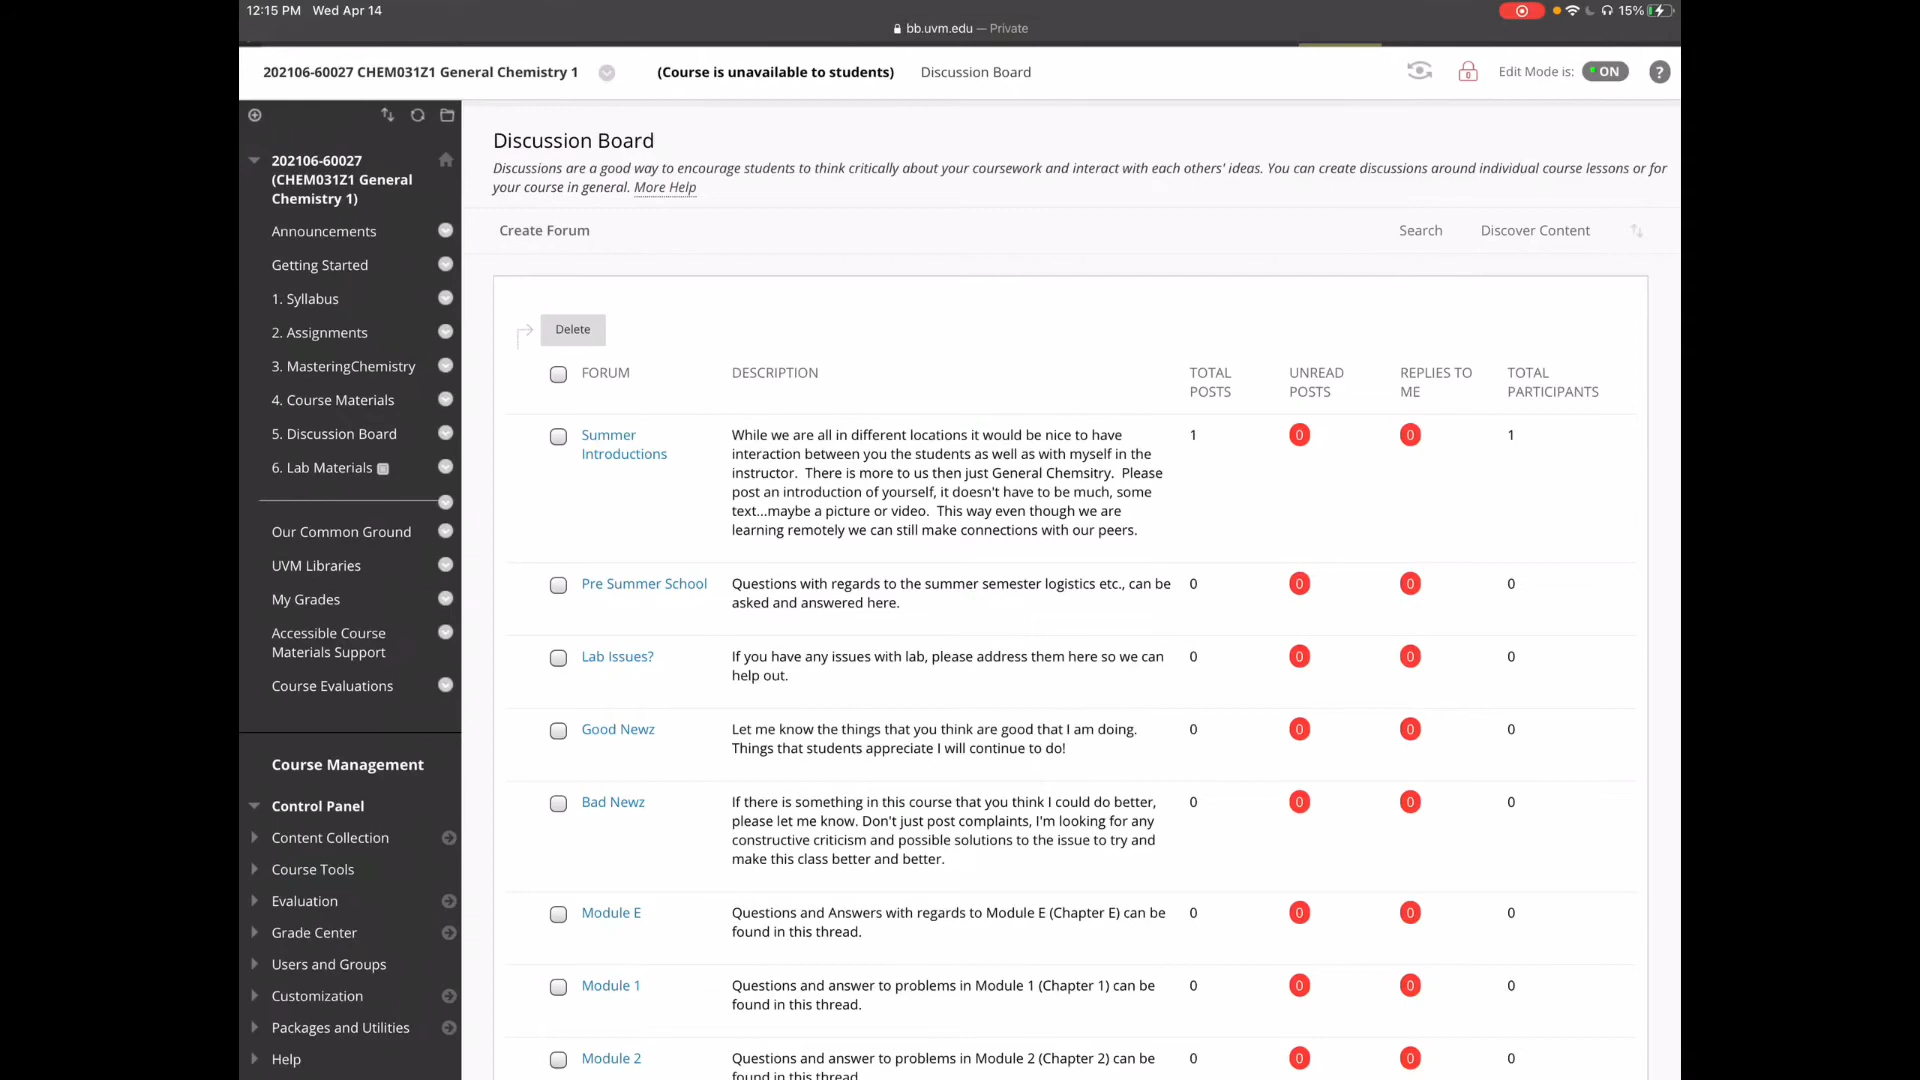 12:15 PM Wed Apr 14
15%
bb.uvm.edu — Private
202106-60027 CHEM031Z1 General Chemistry 1
(Course is unavailable to students)
Discussion Board
0
Edit Mode is: ON
?
202106-60027
(CHEM031Z1 General
Chemistry 1)
Announcements
Getting Started
1. Syllabus
2. Assignments
3. MasteringChemistry
4. Course Materials
5. Discussion Board
6. Lab Materials
Our Common Ground
UVM Libraries
My Grades
Accessible Course
Materials Support
Course Evaluations
Course Management
Control Panel
Content Collection
Course Tools
Evaluation
Grade Center
Users and Groups
Customization
Packages and Utilities
Help
Discussion Board
Discussions are a good way to encourage students to think critically about your coursework and interact with each others' ideas. You can create discussions around individual course lessons or for
your course in general. More Help
Create Forum
Search
Discover Content
Delete
FORUM DESCRIPTION TOTAL POSTS UNREAD POSTS REPLIES TO ME TOTAL PARTICIPANTS
Summer Introductions
While we are all in different locations it would be nice to have
interaction between you the students as well as with myself in the
instructor. There is more to us then just General Chemsitry. Please
post an introduction of yourself, it doesn't have to be much, some
text...maybe a picture or video. This way even though we are
learning remotely we can still make connections with our peers.
1 0 0 1
Pre Summer School
Questions with regards to the summer semester logistics etc., can be
asked and answered here.
0 0 0 0
Lab Issues?
If you have any issues with lab, please address them here so we can
help out.
0 0 0 0
Good Newz
Let me know the things that you think are good that I am doing.
Things that students appreciate I will continue to do!
0 0 0 0
Bad Newz
If there is something in this course that you think I could do better,
please let me know. Don't just post complaints, I'm looking for any
constructive criticism and possible solutions to the issue to try and
make this class better and better.
0 0 0 0
Module E
Questions and Answers with regards to Module E (Chapter E) can be
found in this thread.
0 0 0 0
Module 1
Questions and answer to problems in Module 1 (Chapter 1) can be
found in this thread.
0 0 0 0
Module 2
Questions and answer to problems in Module 2 (Chapter 2) can be
found in this thread.
0 0 0 0